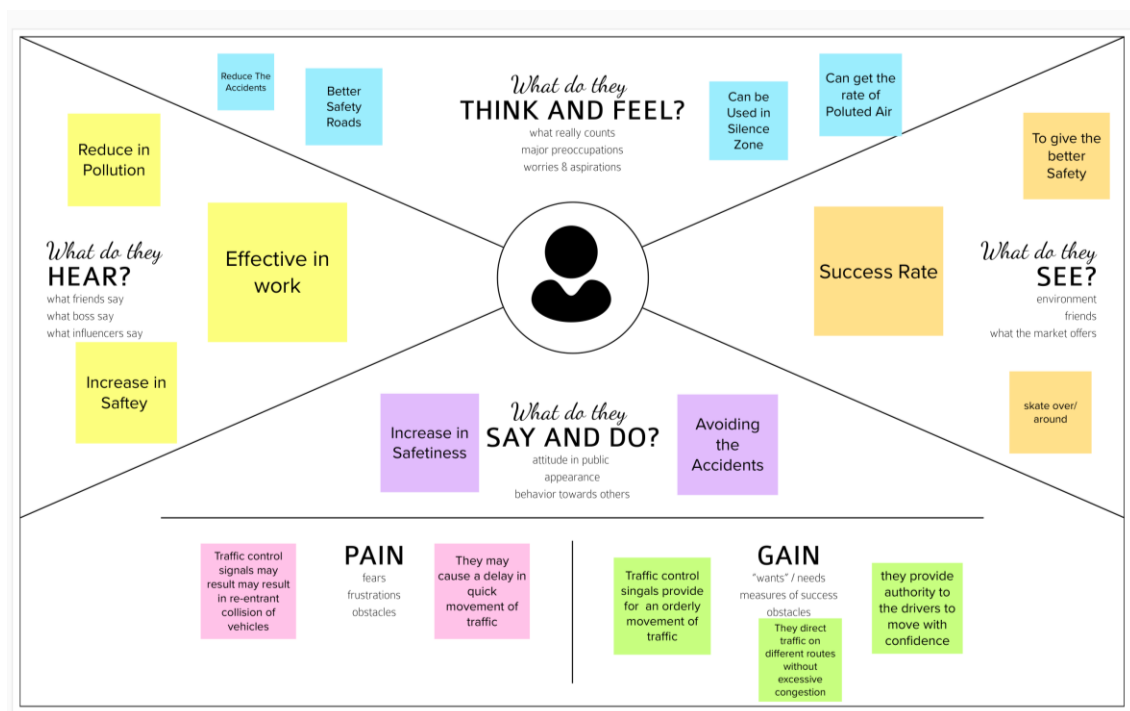 Reduce The
Accidents
Better
Safety
Roads
What do they
THINK AND FEEL?
what really counts
major preoccupations
worries & aspirations
Can be
Used in
Silence
Zone
Can get the
rate of
Poluted Air
Reduce in
Pollution
Effective in
work
What do they
HEAR?
what friends say
what boss say
what influencers say
Increase in
Saftey
To give the
better
Safety
Success Rate
What do they
SEE?
environment
friends
what the market offers
skate over/
around
Increase in
Safetiness
What do they
SAY AND DO?
attitude in public
appearance
behavior towards others
Avoiding
the
Accidents
Traffic control
signals may
result may result
in re-entrant
collision of
vehicles
PAIN
fears
frustrations
obstacles
They may
cause a delay in
quick
movement of
traffic
Traffic control
singals provide
for an orderly
movement of
traffic
GAIN
"wants" / needs
measures of success
obstacles
They direct
traffic on
different routes
without
excessive
congestion
they provide
authority to
the drivers to
move with
confidence